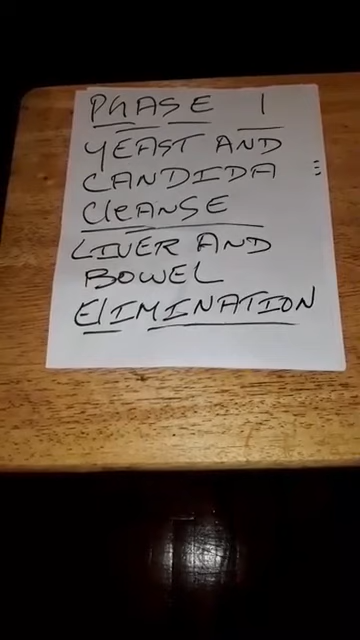 PHASE 1
YEAST AND
CANDIDA
CLEANSE
LIVER AND
BOWEL
ELIMINATION